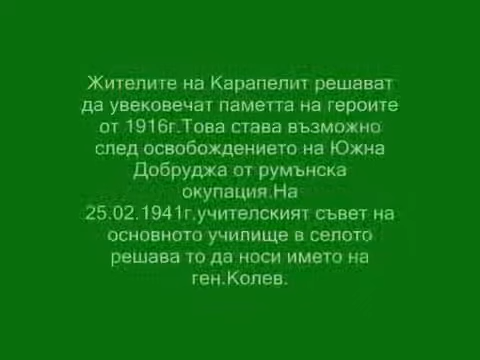 Жителите на Карапелит решават
да увековечат паметта на героите
от 1916г.Това става възможно
след освобождението на Южна
Добруджа от румънска
окупация.На
25.02.1941г.учителският съвет на
основното училище в селото
решава то да носи името на
ген.Колев.